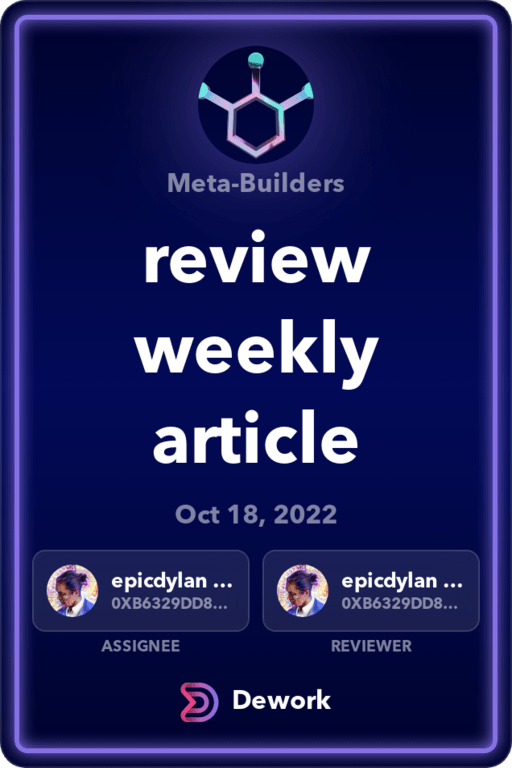 Meta-Builders
review
weekly
article
Oct 18, 2022
epicdylan ...
0XB6329DD8...
ASSIGNEE
epicdylan ...
0XB6329DD8...
REVIEWER
Dework